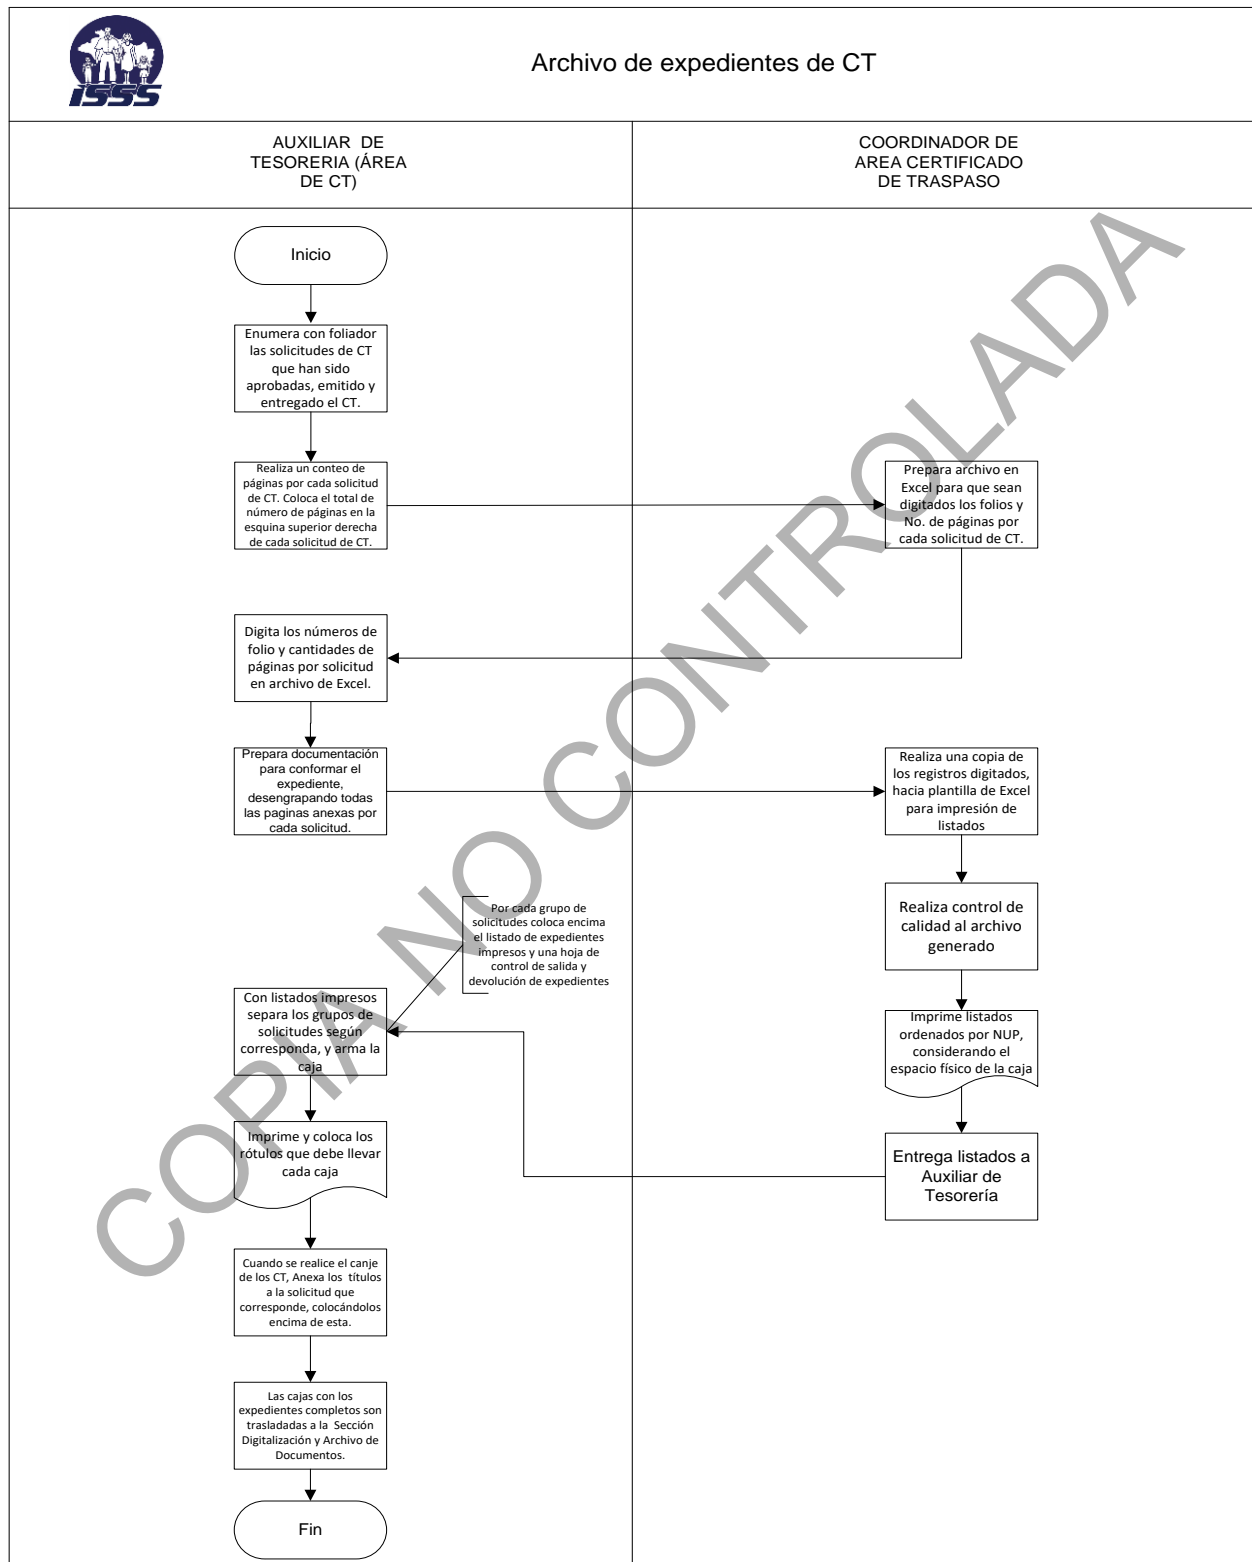 ISSS
Archivo de expedientes de CT
AUXILIAR DE
TESORERIA (ÁREA
DE CT)
COORDINADOR DE
AREA CERTIFICADO
DE TRASPASO
Inicio
Enumera con foliador
las solicitudes de CT
que han sido
aprobadas, emitido y
entregado el CT.
Realiza un conteo de
páginas por cada solicitud
de CT. Coloca el total de
número de páginas en la
esquina superior derecha
de cada solicitud de CT.
Prepara archivo en
Excel para que sean
digitados los folios y
No. de páginas por
cada solicitud de CT.
Digita los números de
folio y cantidades de
páginas por solicitud
en archivo de Excel.
Prepara documentación
para conformar el
expediente,
desengrapando todas
las paginas anexas por
cada solicitud.
Realiza una copia de
los registros digitados,
hacia plantilla de Excel
para impresión de
listados
Realiza control de
calidad al archivo
generado
Por cada grupo de
solicitudes coloca encima
el listado de expedientes
impresos y una hoja de
control de salida y
devolución de expedientes
Con listados impresos
separa los grupos de
solicitudes según
corresponda, y arma la
caja
Imprime listados
ordenados por NUP,
considerando el
espacio físico de la caja
Imprime y coloca los
rótulos que debe llevar
cada caja
Entrega listados a
Auxiliar de
Tesorería
Cuando se realice el canje
de los CT, Anexa los títulos
a la solicitud que
corresponde, colocándolos
encima de esta.
Las cajas con los
expedientes completos son
trasladadas a la Sección
Digitalización y Archivo de
Documentos.
Fin
COPIA NO CONTROLADA